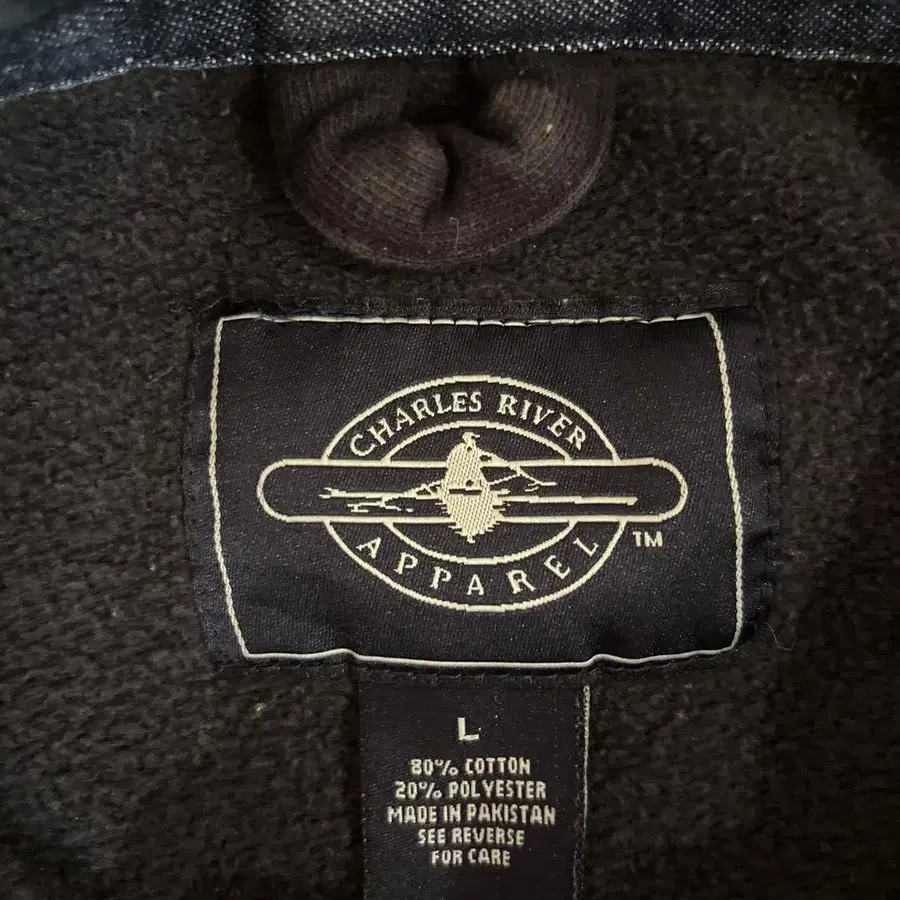 CHARLES RIVER
APPAREL
TM
L
80% COTTON
20% POLYESTER
MADE IN PAKISTAN
SEE REVERSE
FOR CARE